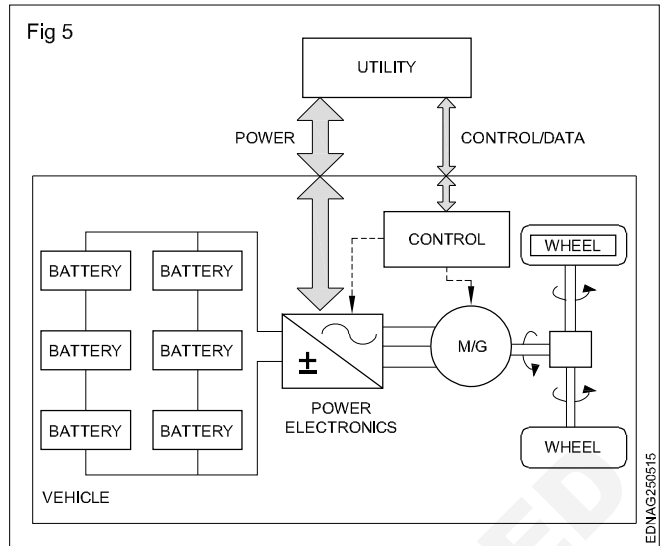 Fig 5
UTILITY
POWER
CONTROL/DATA
CONTROL
WHEEL
BATTERY
BATTERY
BATTERY
BATTERY
M/G
±
POWER
ELECTRONICS
BATTERY
BATTERY
WHEEL
VEHICLE
EDNAG250515